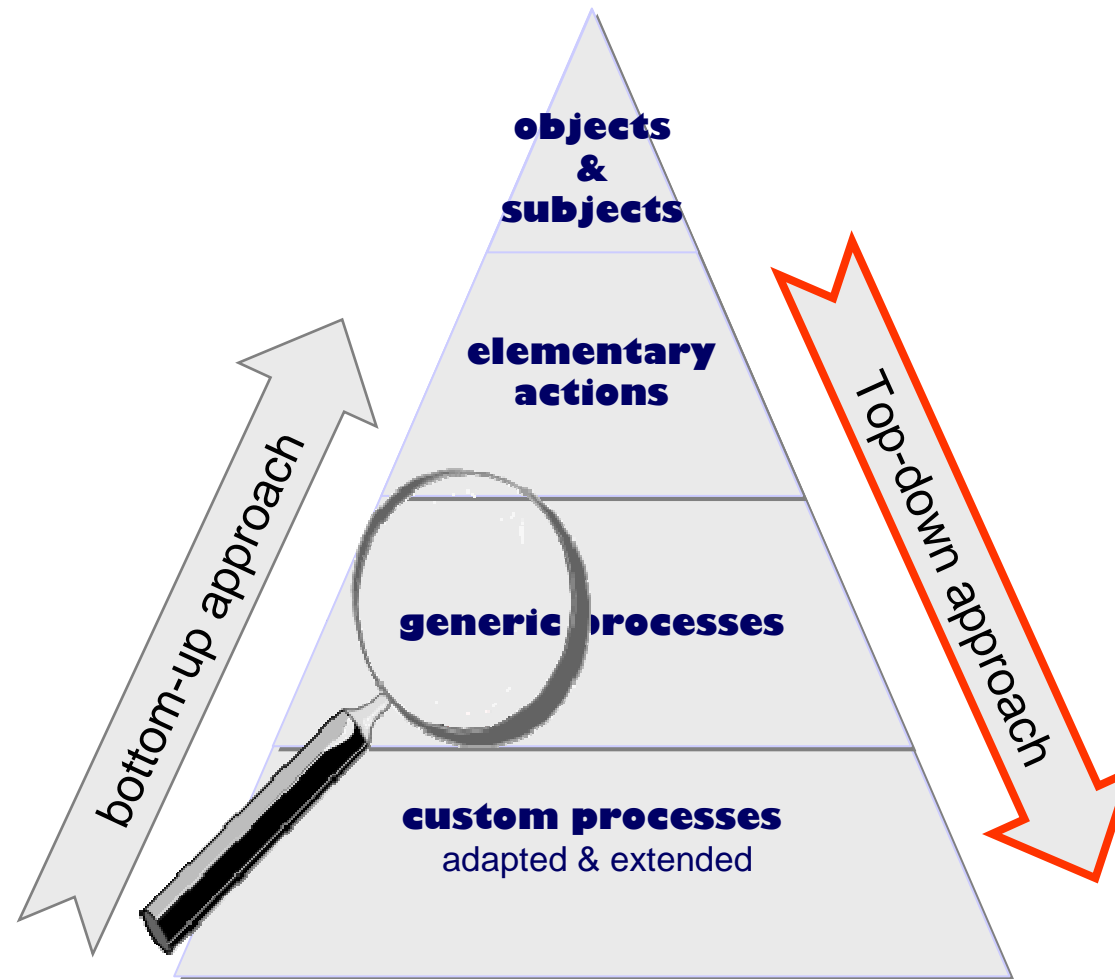 objects
&
subjects
elementary
actions
generic processes
custom processes
adapted & extended
bottom-up approach
Top-down approach